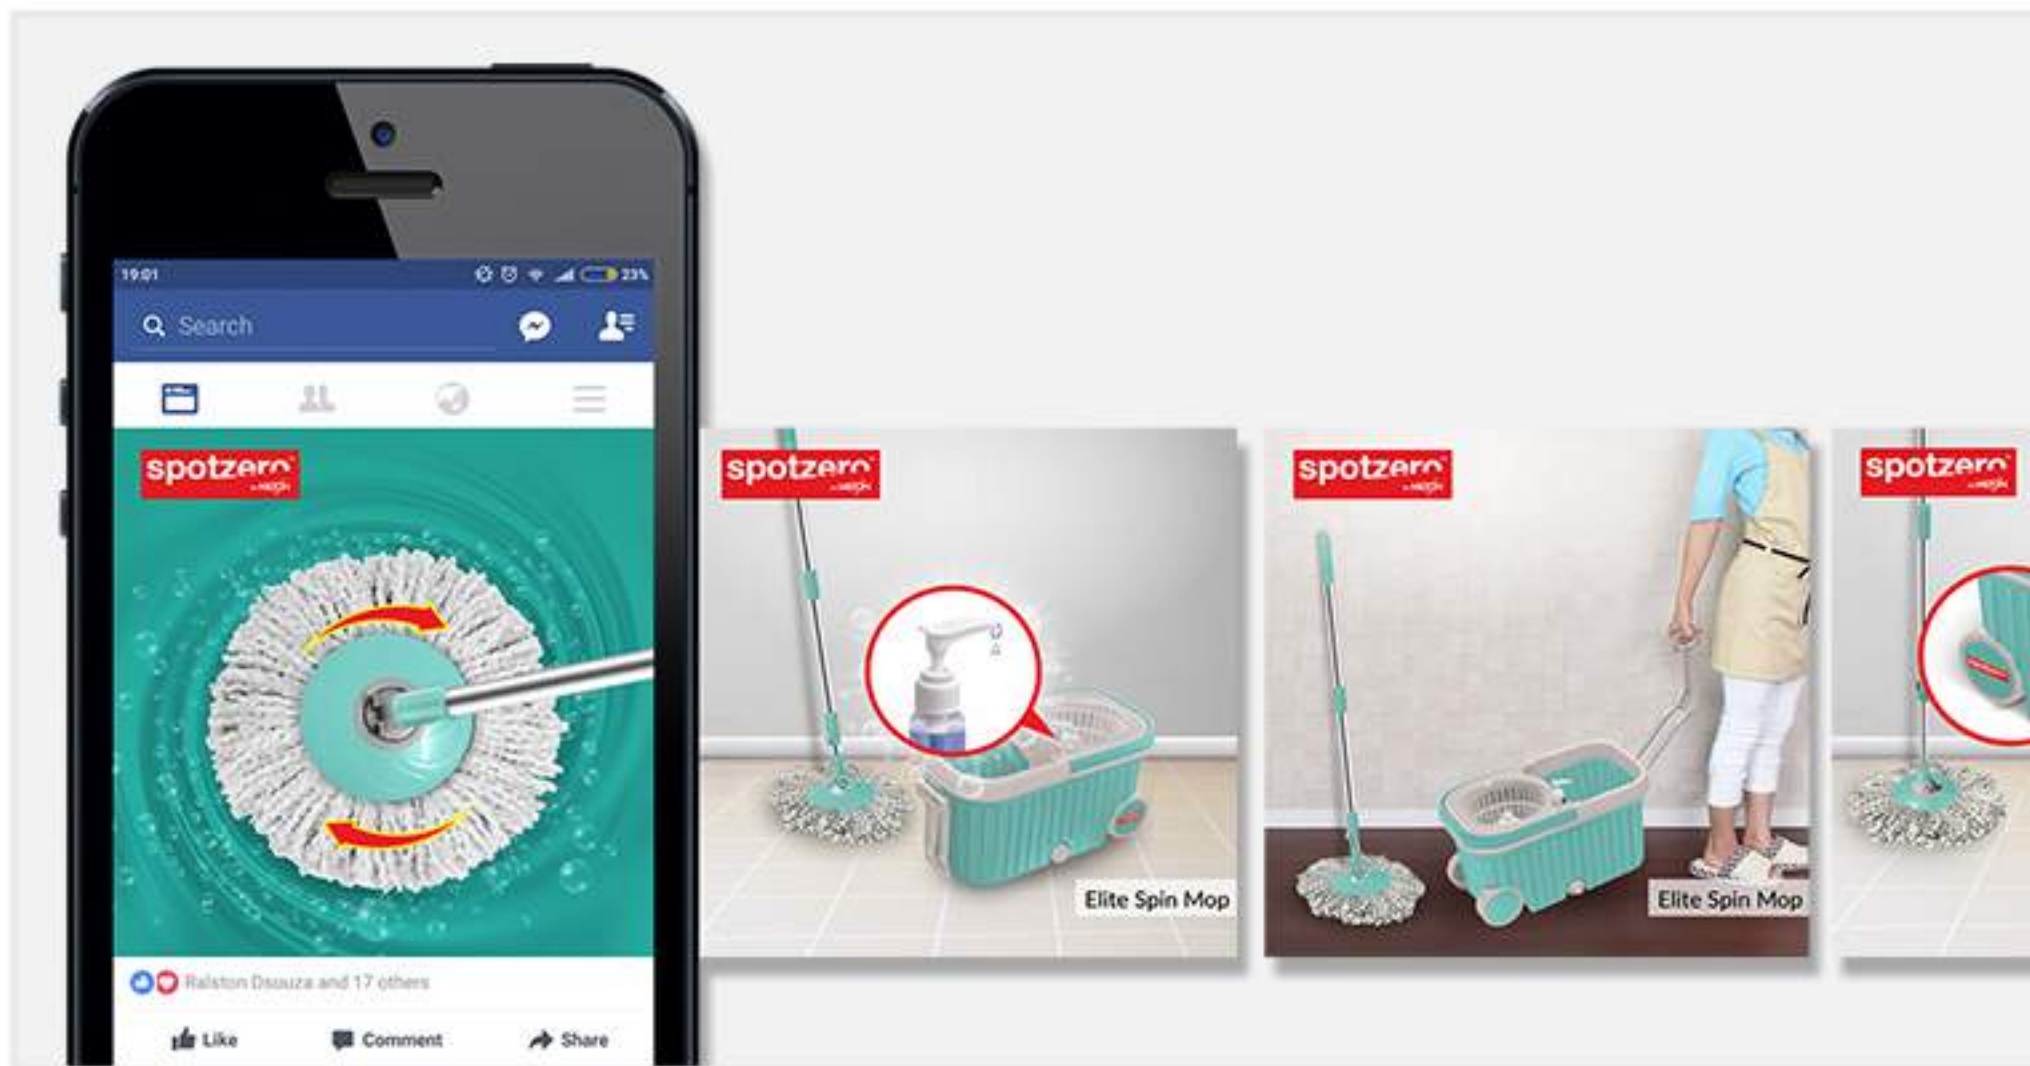 19:01
23%
Search
spotzero
spotzero
spotzero
spotzero
Elite Spin Mop
Elite Spin Mop
Ralston Dsouza and 17 others
Like Comment Share